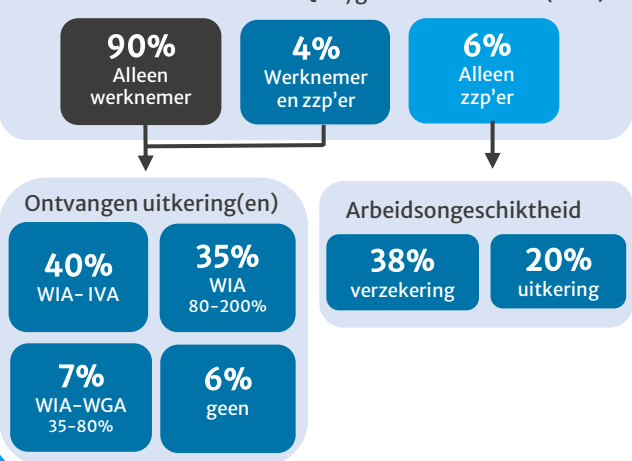 90%
Alleen
werknemer
4%
Werknemer
en zzp'er
6%
Alleen
zzp'er
Ontvangen uitkering(en)
40%
WIA- IVA
35%
WIA
80-200%
7%
WIA-WGA
35-80%
6%
geen
Arbeidsongeschiktheid
38%
verzekering
20%
uitkering